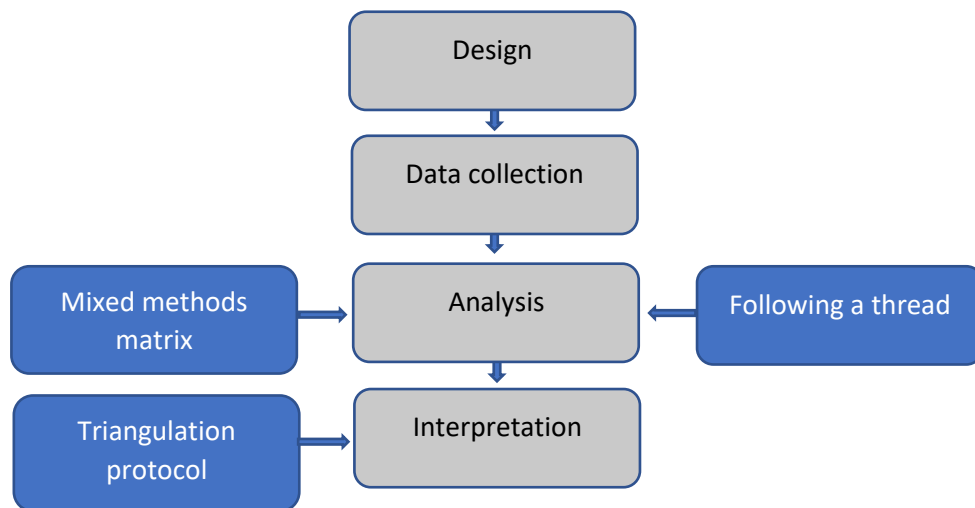 Design
Data collection
Mixed methods
matrix
Analysis
Following a thread
Triangulation
protocol
Interpretation